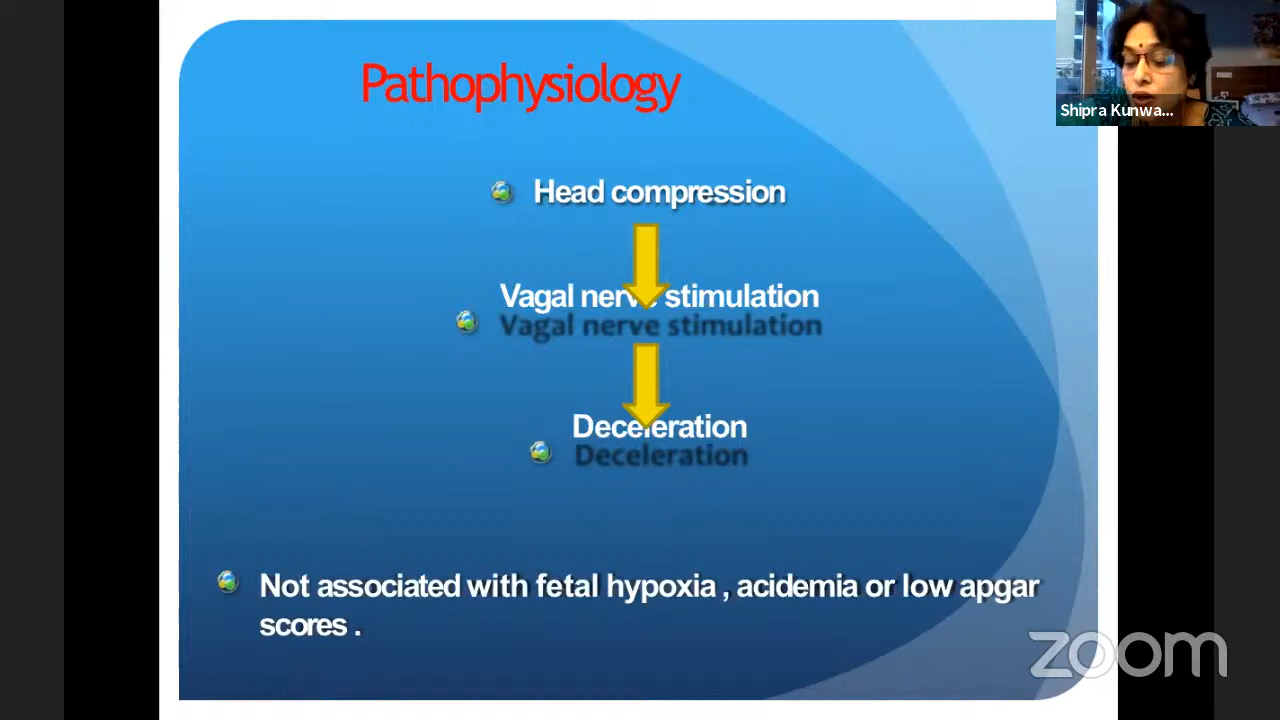 Pathophysiology
Shipra Kunwa...
Head compression
Vagal nerve stimulation
Vagal nerve stimulation
Deceleration
Deceleration
Not associated with fetal hypoxia , acidemia or low apgar
scores .
zoom